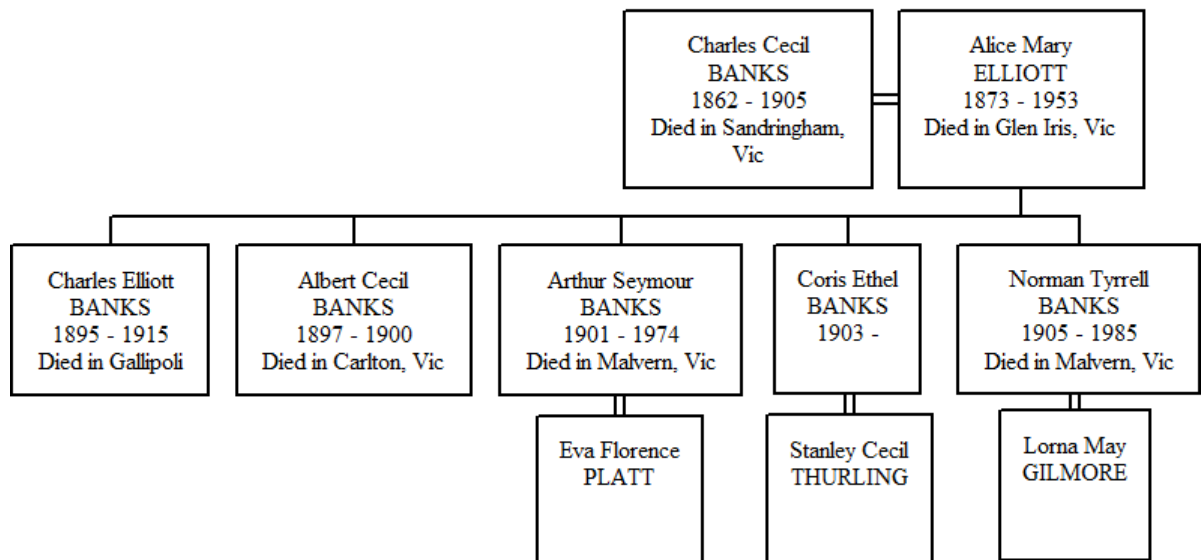 Charles Cecil
BANKS
1862 - 1905
Died in Sandringham,
Vic
Alice Mary
ELLIOTT
1873 - 1953
Died in Glen Iris, Vic
Charles Elliott
BANKS
1895 - 1915
Died in Gallipoli
Albert Cecil
BANKS
1897 - 1900
Died in Carlton, Vic
Arthur Seymour
BANKS
1901 - 1974
Died in Malvern, Vic
Coris Ethel
BANKS
1903 -
Norman Tyrrell
BANKS
1905 - 1985
Died in Malvern, Vic
Eva Florence
PLATT
Stanley Cecil
THURLING
Lorna May
GILMORE